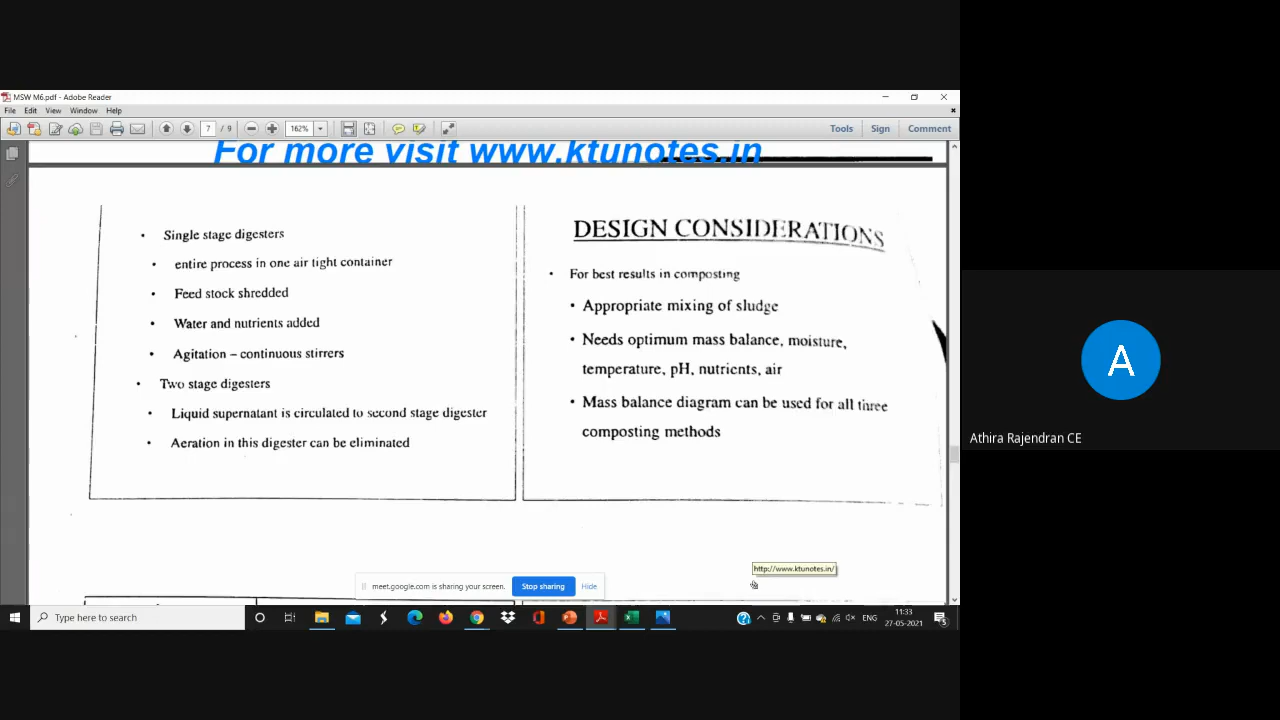 MSW M6.pdf - Adobe Reader
File Edit View Window Help
7 / 9 162% Tools Sign Comment
For more visit www.ktunotes.in
• Single stage digesters
• entire process in one air tight container
• Feed stock shredded
• Water and nutrients added
• Agitation – continuous stirrers
• Two stage digesters
• Liquid supernatant is circulated to second stage digester
• Aeration in this digester can be eliminated
DESIGN CONSIDERATIONS
• For best results in composting
• Appropriate mixing of sludge
• Needs optimum mass balance, moisture,
temperature, pH, nutrients, air
• Mass balance diagram can be used for all three
composting methods
http://www.ktunotes.in/
meet.google.com is sharing your screen. Stop sharing Hide
Type here to search
ENG
11:33
27-05-2021
5
A
Athira Rajendran CE